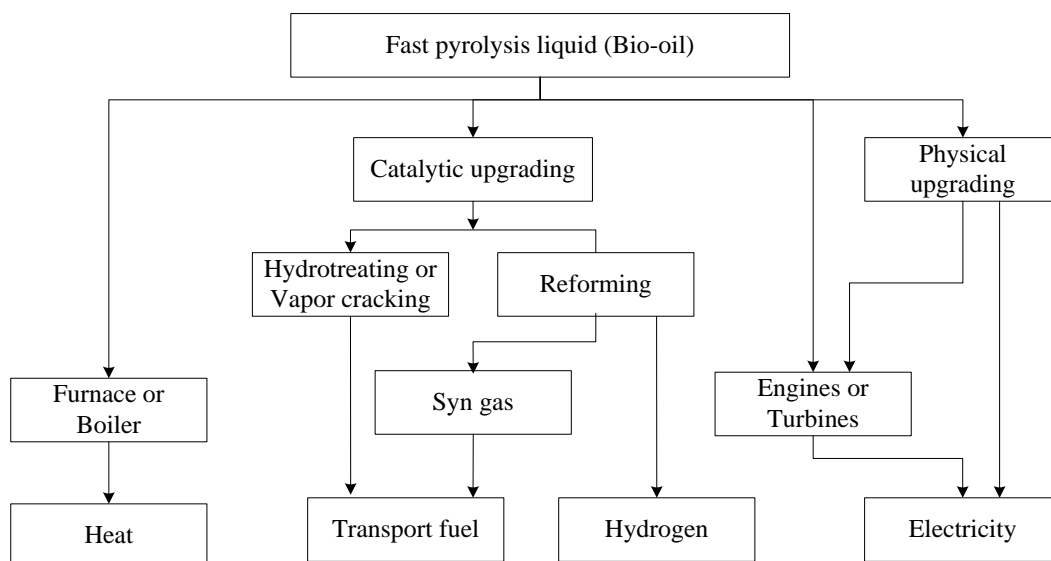 Fast pyrolysis liquid (Bio-oil)
Catalytic upgrading
Physical
upgrading
Hydrotreating or
Vapor cracking
Reforming
Furnace or
Boiler
Syn gas
Engines or
Turbines
Heat
Transport fuel
Hydrogen
Electricity